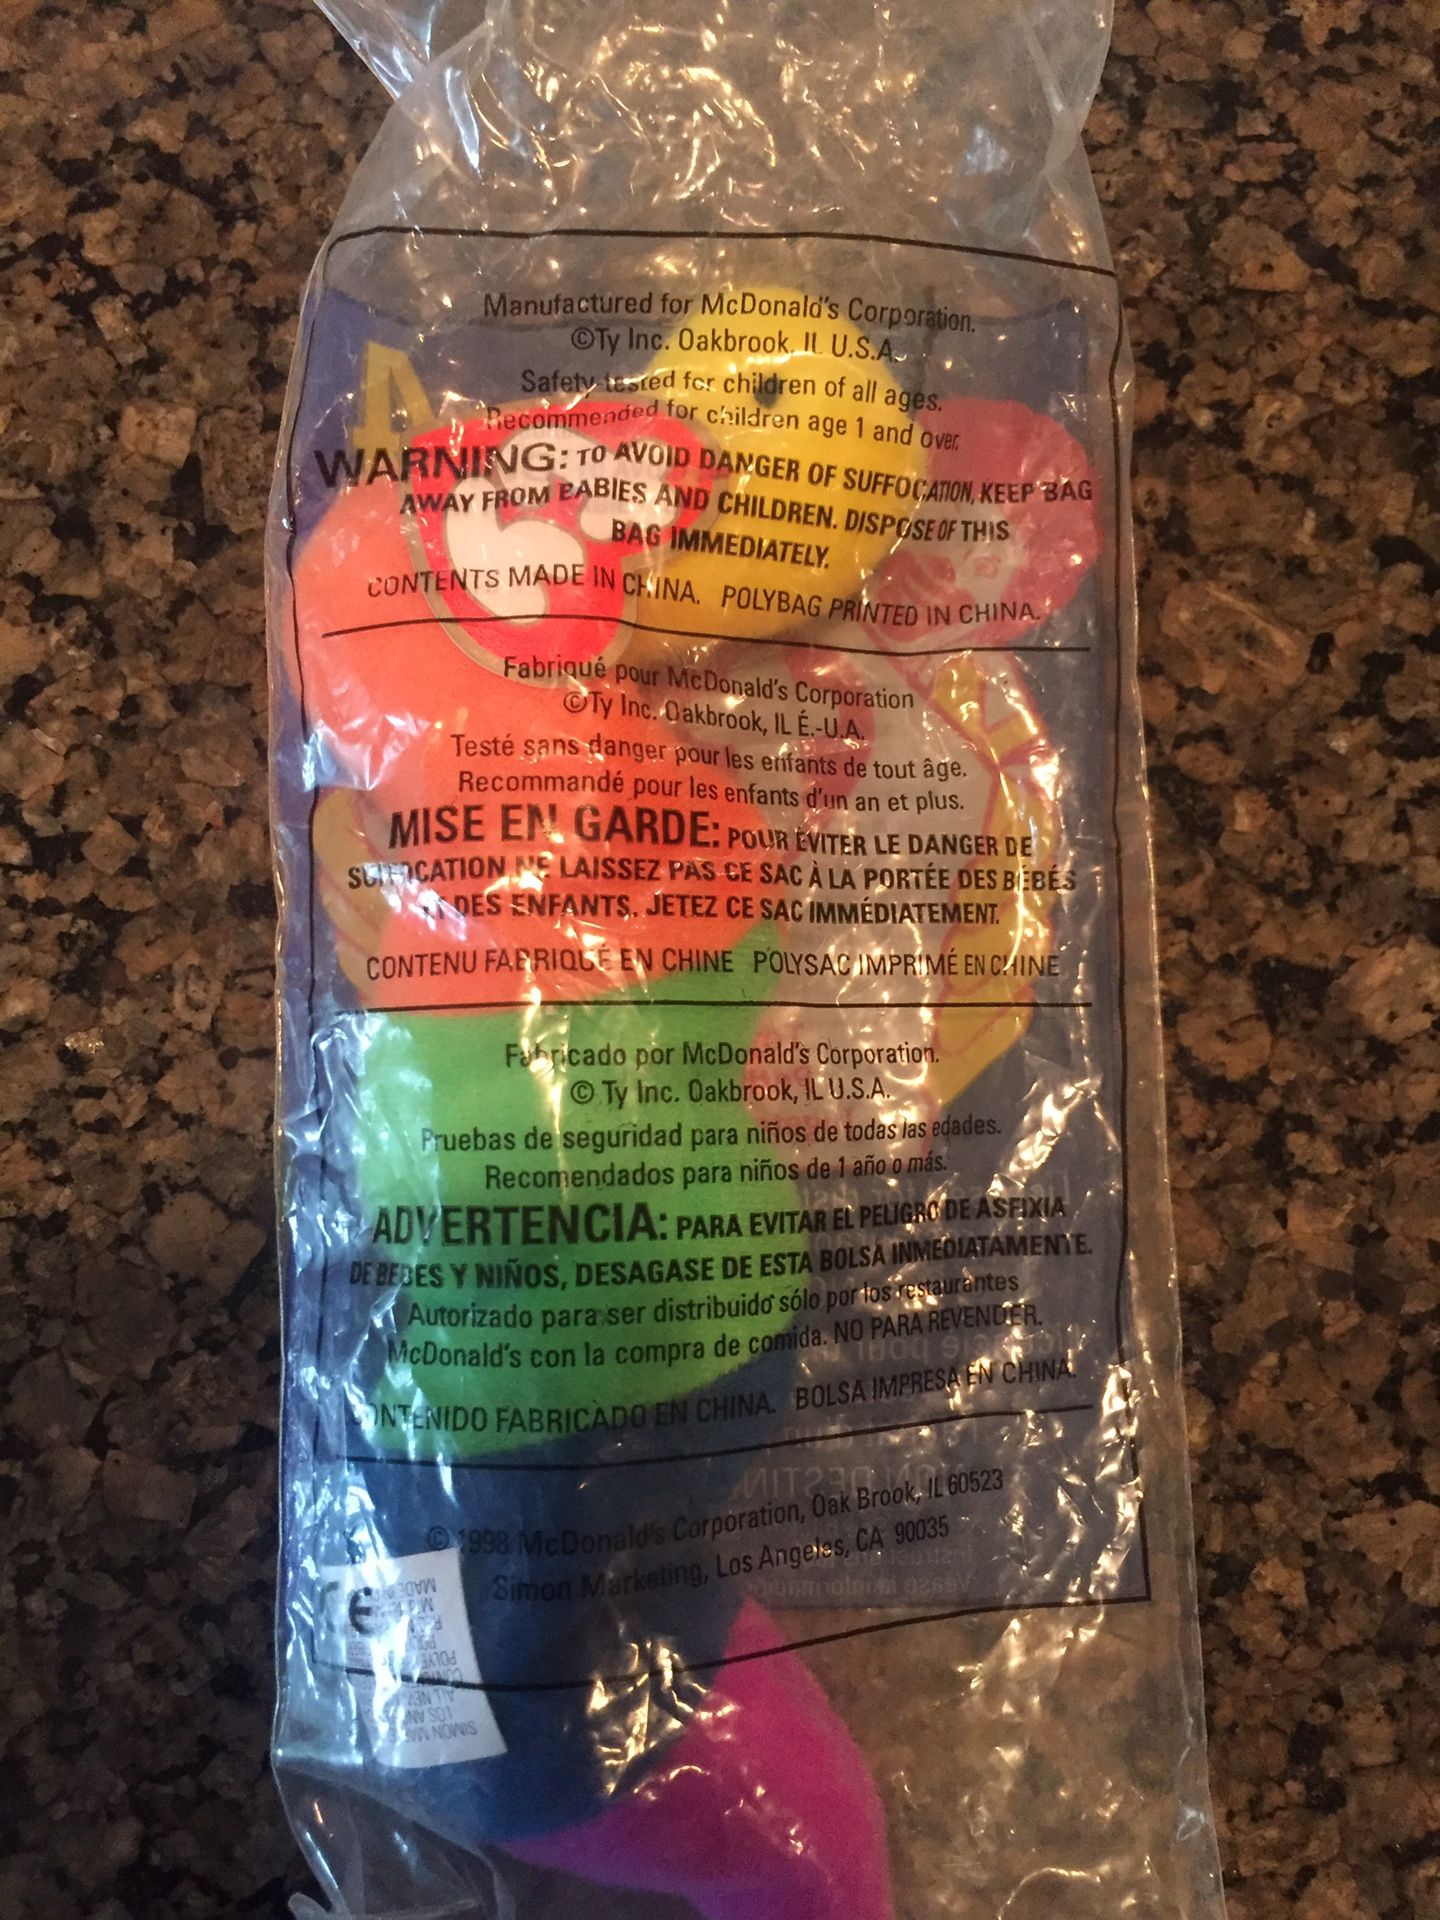 Manufactured for McDonald's Corporation.
©Ty Inc. Oakbrook, IL U.S.A.
Safety-tested for children of all ages.
Recommended for children age 1 and over.
WARNING: TO AVOID DANGER OF SUFFOCATION, KEEP BAG
AWAY FROM BABIES AND CHILDREN. DISPOSE OF THIS
BAG IMMEDIATELY.
CONTENTS MADE IN CHINA. POLYBAG PRINTED IN CHINA.
Fabriqué pour McDonald's Corporation
©Ty Inc. Oakbrook, IL É.-U.A.
Testé sans danger pour les enfants de tout âge.
Recommandé pour les enfants d'un an et plus.
MISE EN GARDE: POUR ÉVITER LE DANGER DE
SUFFOCATION NE LAISSEZ PAS CE SAC À LA PORTÉE DES BÉBÉS
ET DES ENFANTS. JETEZ CE SAC IMMÉDIATEMENT.
CONTENU FABRIQUÉ EN CHINE POLYSAC IMPRIMÉ EN CHINE
Fabricado por McDonald's Corporation.
© Ty Inc. Oakbrook, IL U.S.A.
Pruebas de seguridad para niños de todas las edades.
Recomendados para niños de 1 año o más.
ADVERTENCIA: PARA EVITAR EL PELIGRO DE ASFIXIA
DE BEBES Y NIÑOS, DESAGASE DE ESTA BOLSA INMEDIATAMENTE.
Autorizado para ser distribuido sólo por los restaurantes
McDonald's con la compra de comida. NO PARA REVENDER.
CONTENIDO FABRICADO EN CHINA. BOLSA IMPRESA EN CHINA.
© 1998 McDonald's Corporation, Oak Brook, IL 60523
Simon Marketing, Los Angeles, CA 90035